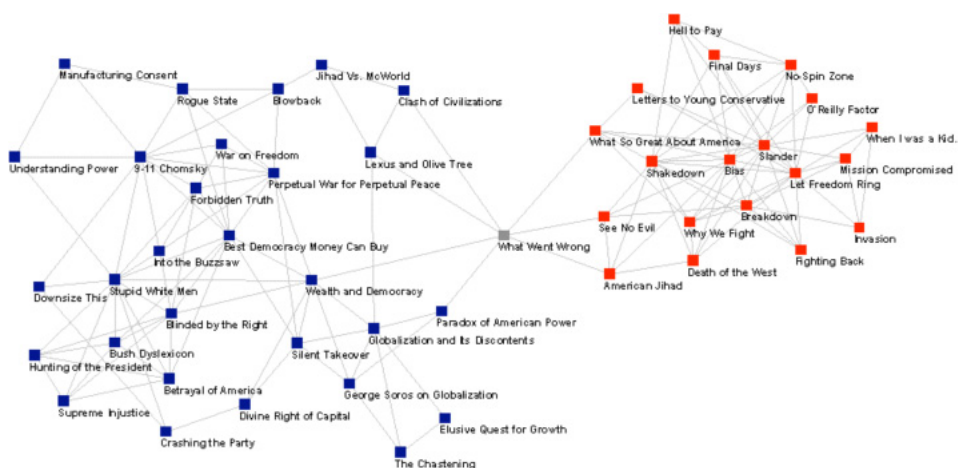 Hell to Pay
Manufacturing Consent
Jihad Vs. McWorld
Final Days
No-Spin Zone
Rogue State
Blowback
Clash of Civilizations
Letters to Young Conservative
O'Reilly Factor
What So Great About America
When I was a Kid.
War on Freedom
Slander
Understanding Power
9-11 Chomsky
Lexus and Olive Tree
Shakedown
Bias
Mission Compromised
Perpetual War for Perpetual Peace
Let Freedom Ring
Forbidden Truth
Breakdown
See No Evil
Why We Fight
Invasion
Best Democracy Money Can Buy
What Went Wrong
Into the Buzzsaw
Fighting Back
Death of the West
American Jihad
Downsize This
Stupid White Men
Wealth and Democracy
Paradox of American Power
Blinded by the Right
Globalization and Its Discontents
Bush Dyslexicon
Silent Takeover
Hunting of the President
Betrayal of America
George Soros on Globalization
Supreme Injustice
Divine Right of Capital
Elusive Quest for Growth
Crashing the Party
The Chastening